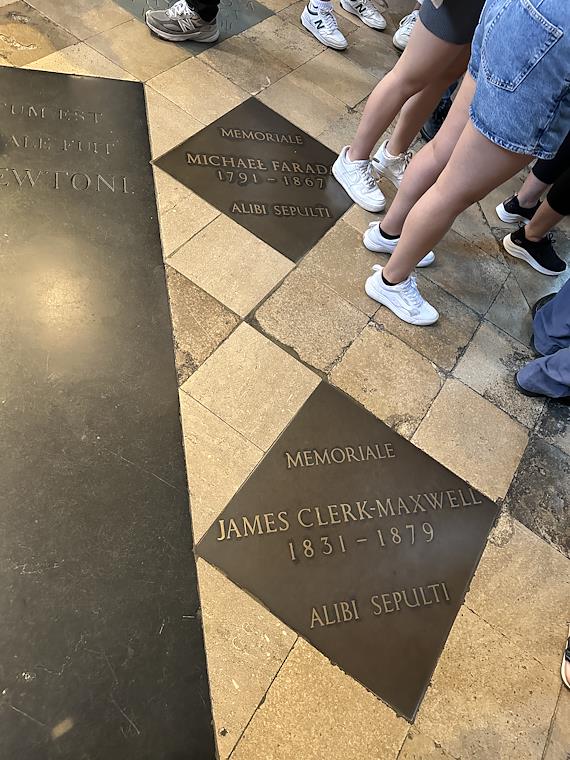 TUM EST
ALE FUIT
EWTONI.
MEMORIALE
MICHAEL FARAD
1791 – 1867
ALIBI SEPULTI
MEMORIALE
JAMES CLERK-MAXWELL
1831 – 1879
ALIBI SEPULTI